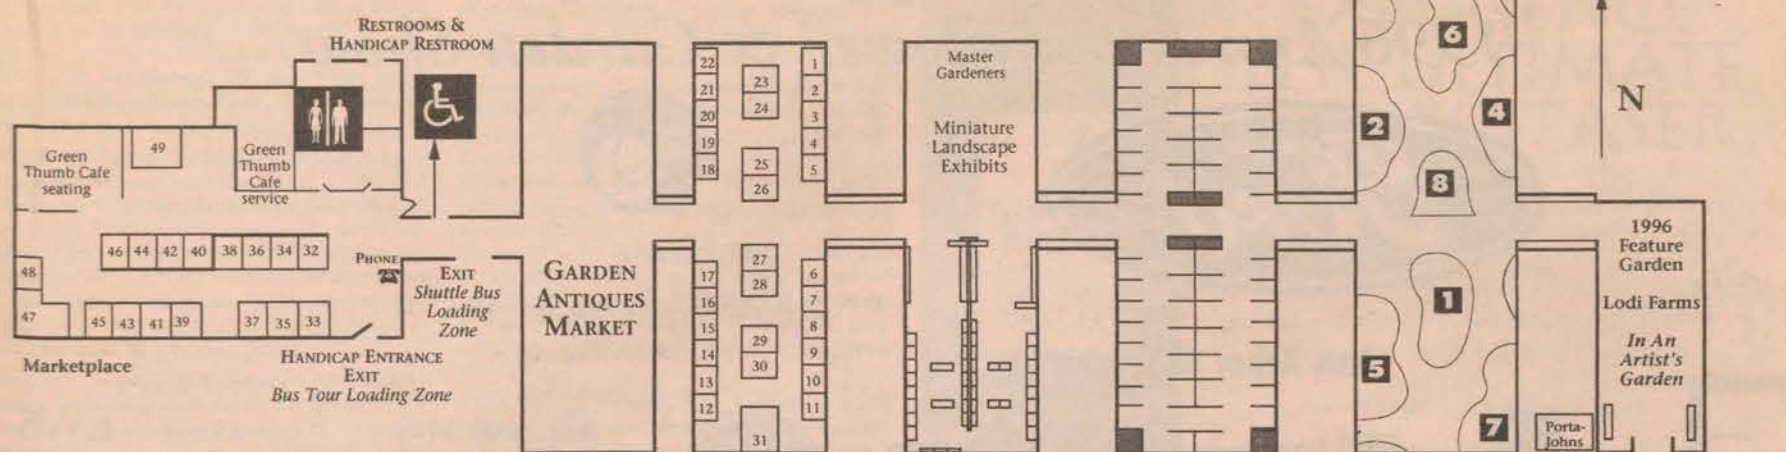 RESTROOMS &
HANDICAP RESTROOM
Green
Thumb Cafe
seating
49
Green
Thumb
Cafe
service
46 44 42 40 38 36 34 32
48
47
45 43 41 39
37 35 33
PHONE
Marketplace
HANDICAP ENTRANCE
EXIT
Bus Tour Loading Zone
EXIT
Shuttle Bus
Loading
Zone
GARDEN
ANTIQUES
MARKET
22
21
20
19
18
23
24
25
26
1
2
3
4
5
17
16
15
14
13
12
27
28
29
30
31
6
7
8
9
10
11
Master
Gardeners
Miniature
Landscape
Exhibits
6
2
4
8
1
5
7
N
1996
Feature
Garden
Lodi Farms
In An
Artist's
Garden
Porta-
Johns